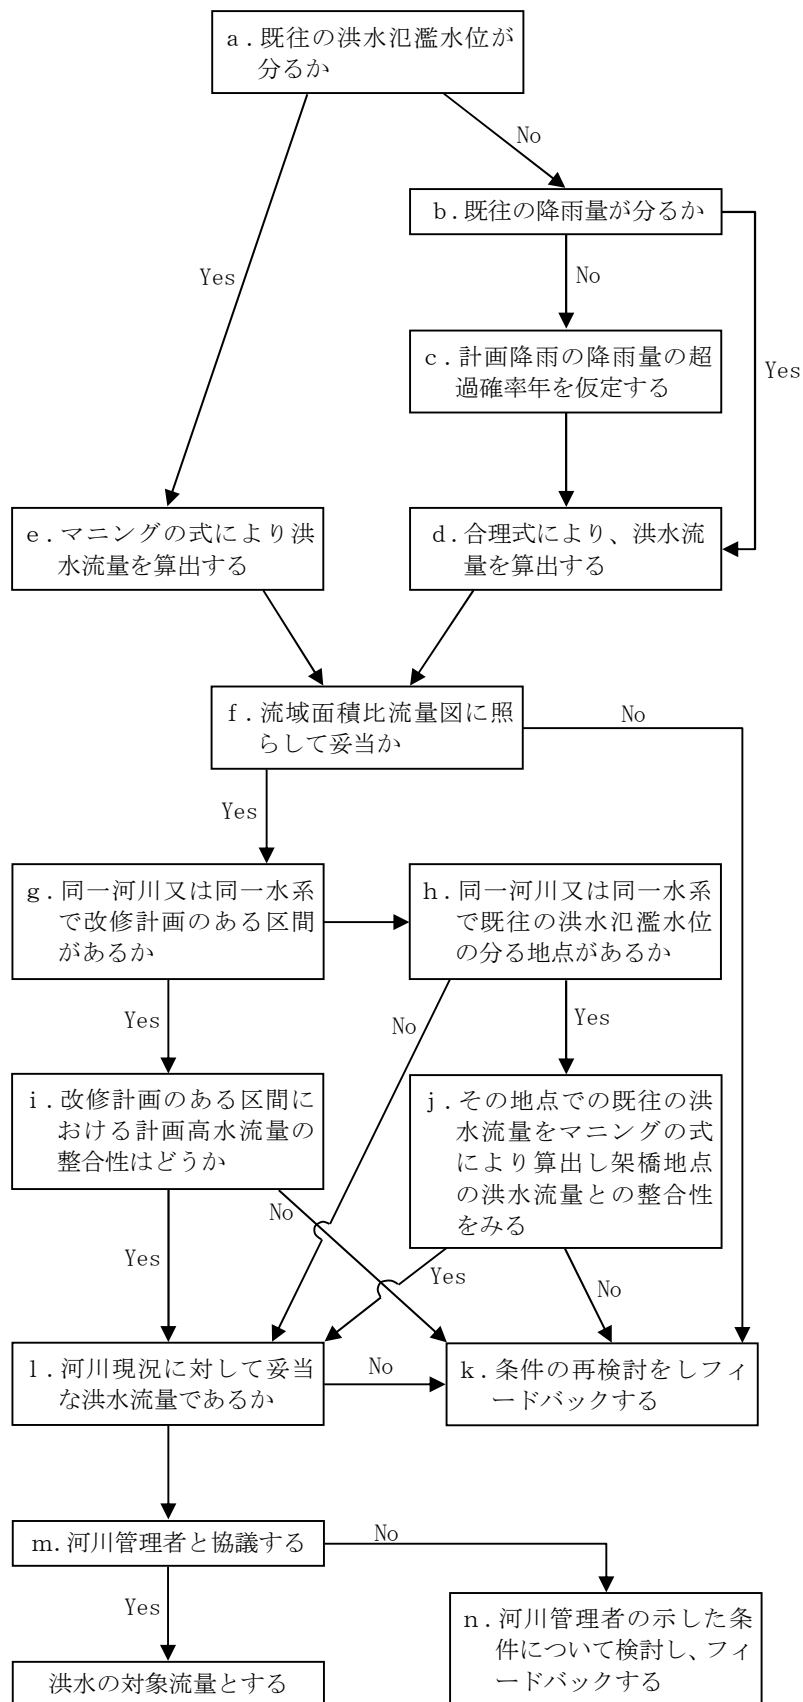 a．既往の洪水氾濫水位が
分るか
No
b．既往の降雨量が分るか
Yes
No
c．計画降雨の降雨量の超
過確率年を仮定する
Yes
e．マニングの式により洪
水流量を算出する
d．合理式により、洪水流
量を算出する
f．流域面積比流量図に照
らして妥当か
No
Yes
g．同一河川又は同一水系
で改修計画のある区間
があるか
h．同一河川又は同一水系
で既往の洪水氾濫水位
の分る地点があるか
Yes
No
Yes
i．改修計画のある区間に
おける計画高水流量の
整合性はどうか
j．その地点での既往の洪
水流量をマニングの式
により算出し架橋地点
の洪水流量との整合性
をみる
No
Yes
Yes
No
l．河川現況に対して妥当
な洪水流量であるか
No
k．条件の再検討をしフィ
ードバックする
m．河川管理者と協議する
No
Yes
n．河川管理者の示した条
件について検討し、フィ
ードバックする
洪水の対象流量とする